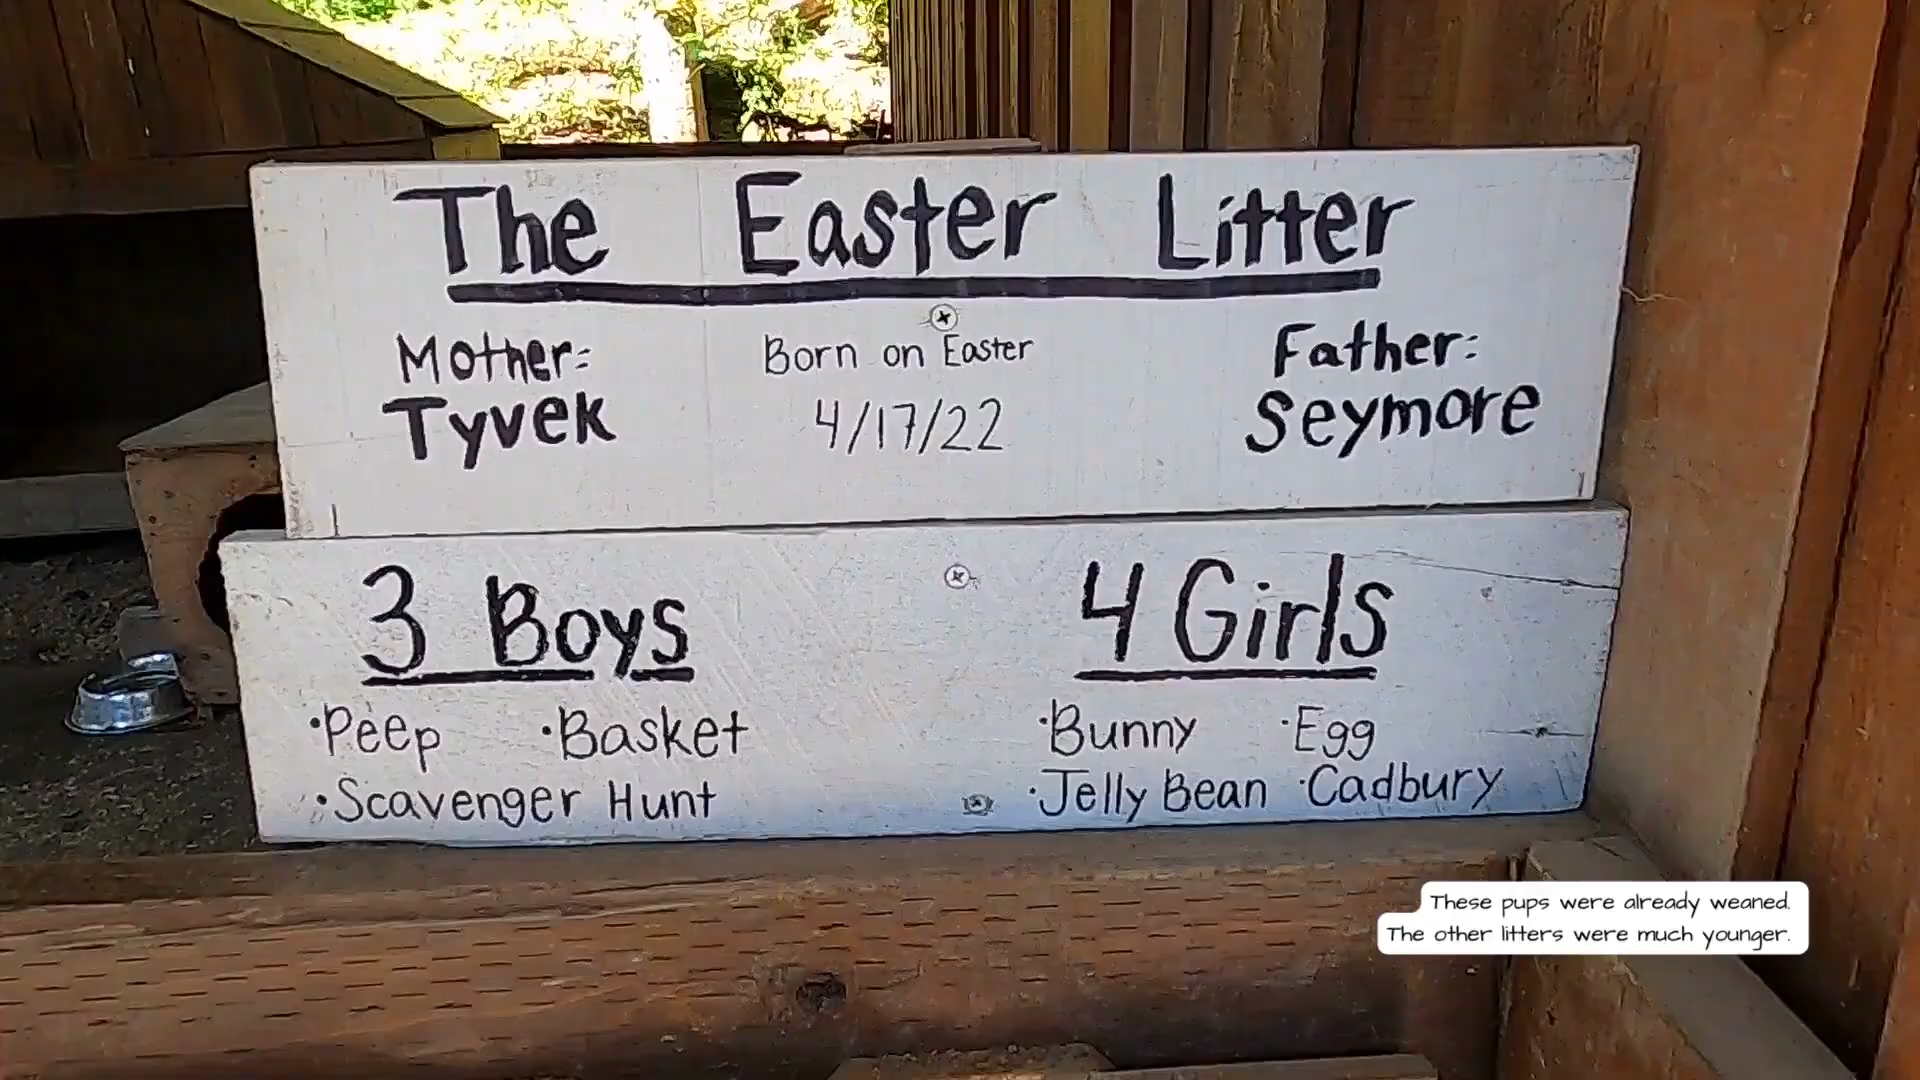 The Easter Litter
Mother: Born on Easter Father:
Tyvek 4/17/22 Seymore
3 Boys 4 Girls
·Peep ·Basket ·Bunny ·Egg
·Scavenger Hunt ·Jelly Bean ·Cadbury
These pups were already weaned.
The other litters were much younger.